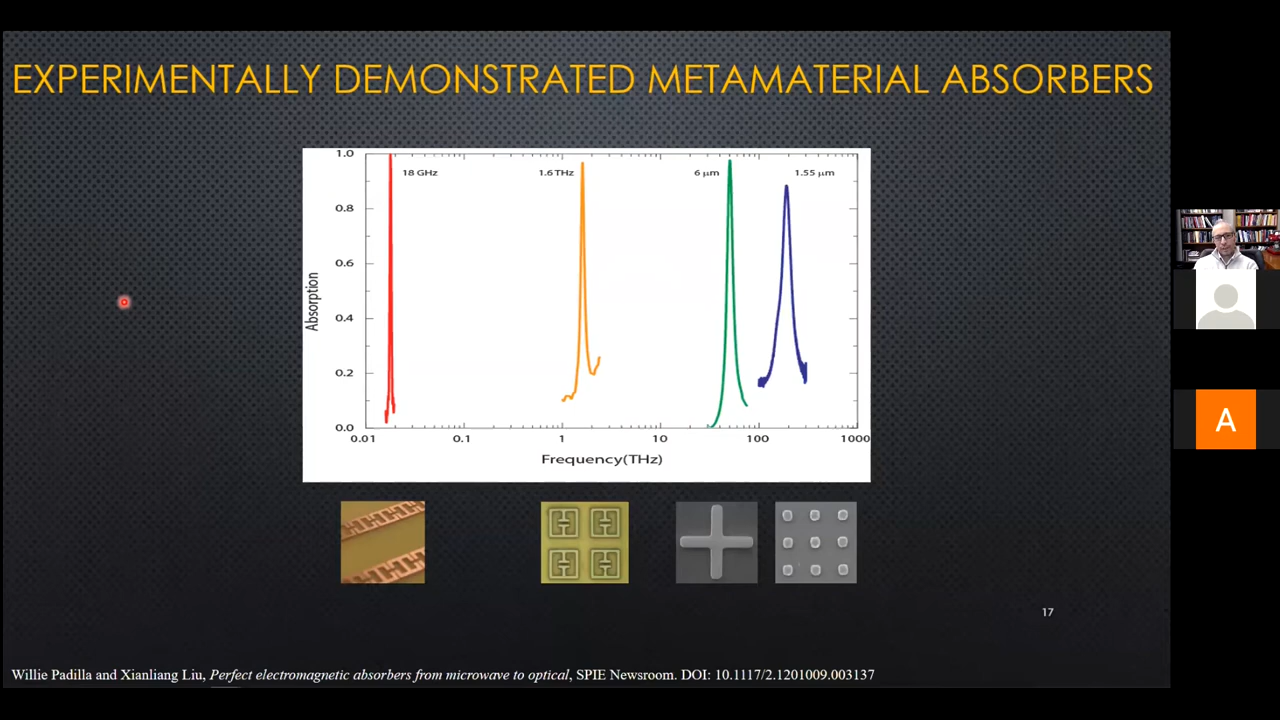 EXPERIMENTALLY DEMONSTRATED METAMATERIAL ABSORBERS
1.0
18 GHz
1.6 THz
6 μm
1.55 μm
0.8
0.6
Absorption
0.4
0.2
0.0
0.01
0.1
1
10
100
1000
Frequency(THz)
17
Willie Padilla and Xianliang Liu, Perfect electromagnetic absorbers from microwave to optical, SPIE Newsroom. DOI: 10.1117/2.1201009.003137
A